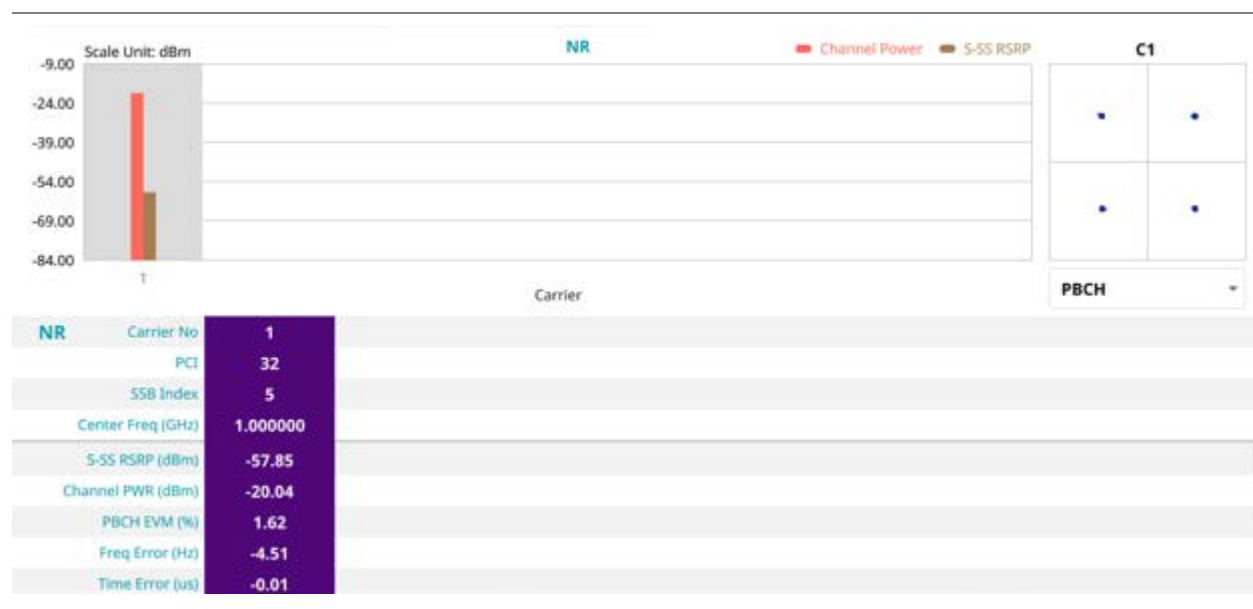 Scale Unit: dBm
NR
Channel Power
S-SS RSRP
C1
-9.00
-24.00
-39.00
-54.00
-69.00
-84.00
1
Carrier
PBCH
NR Carrier No 1
PCI 32
SSB Index 5
Center Freq (GHz) 1.000000
S-SS RSRP (dBm) -57.85
Channel PWR (dBm) -20.04
PBCH EVM (%) 1.62
Freq Error (Hz) -4.51
Time Error (us) -0.01